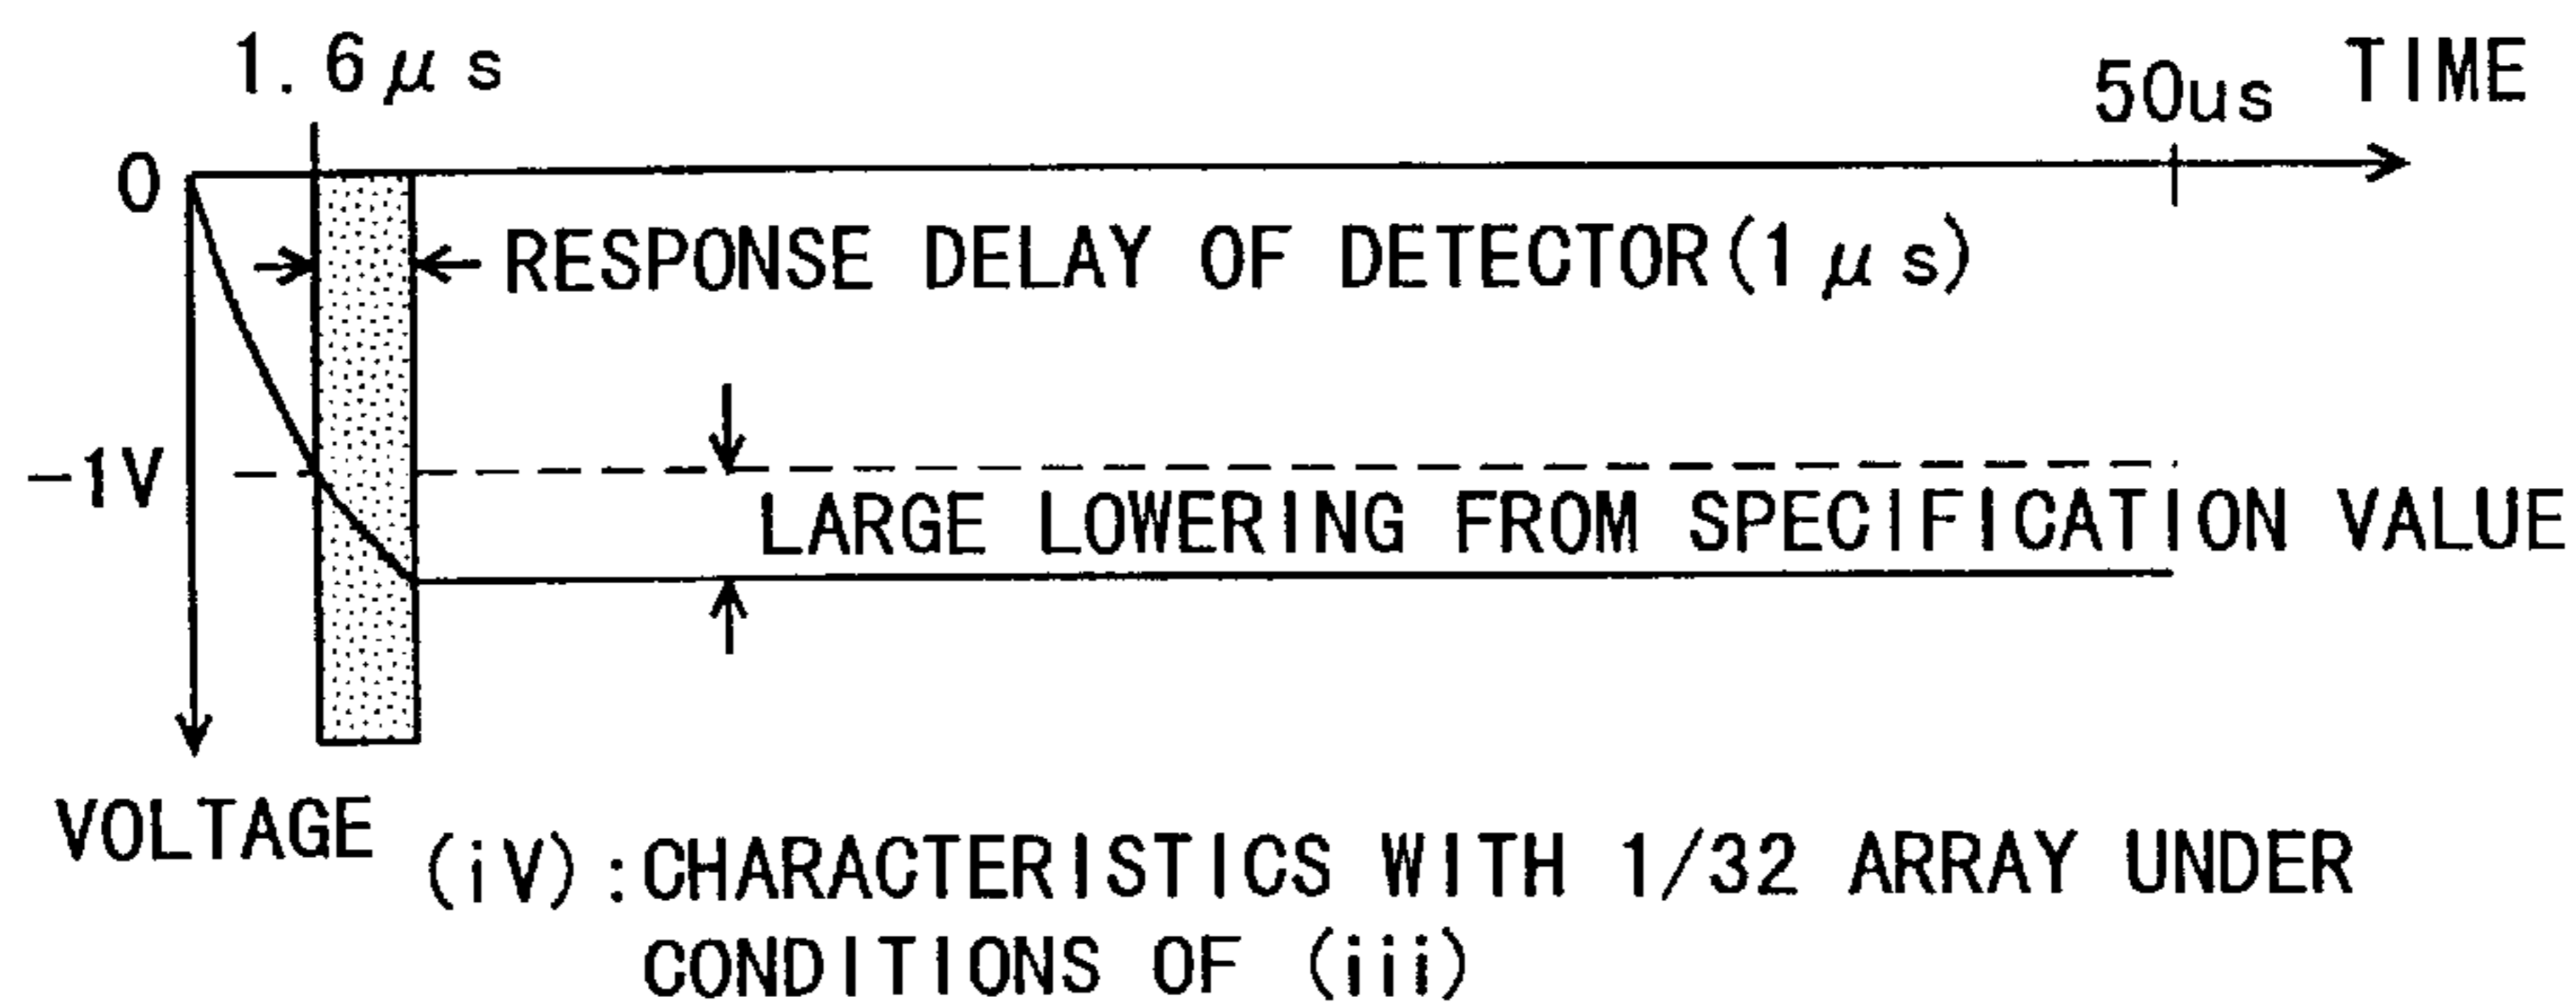 1.6μs
50us TIME
0
RESPONSE DELAY OF DETECTOR(1μs)
-1V
LARGE LOWERING FROM SPECIFICATION VALUE
VOLTAGE
(iV):CHARACTERISTICS WITH 1/32 ARRAY UNDER
CONDITIONS OF (iii)